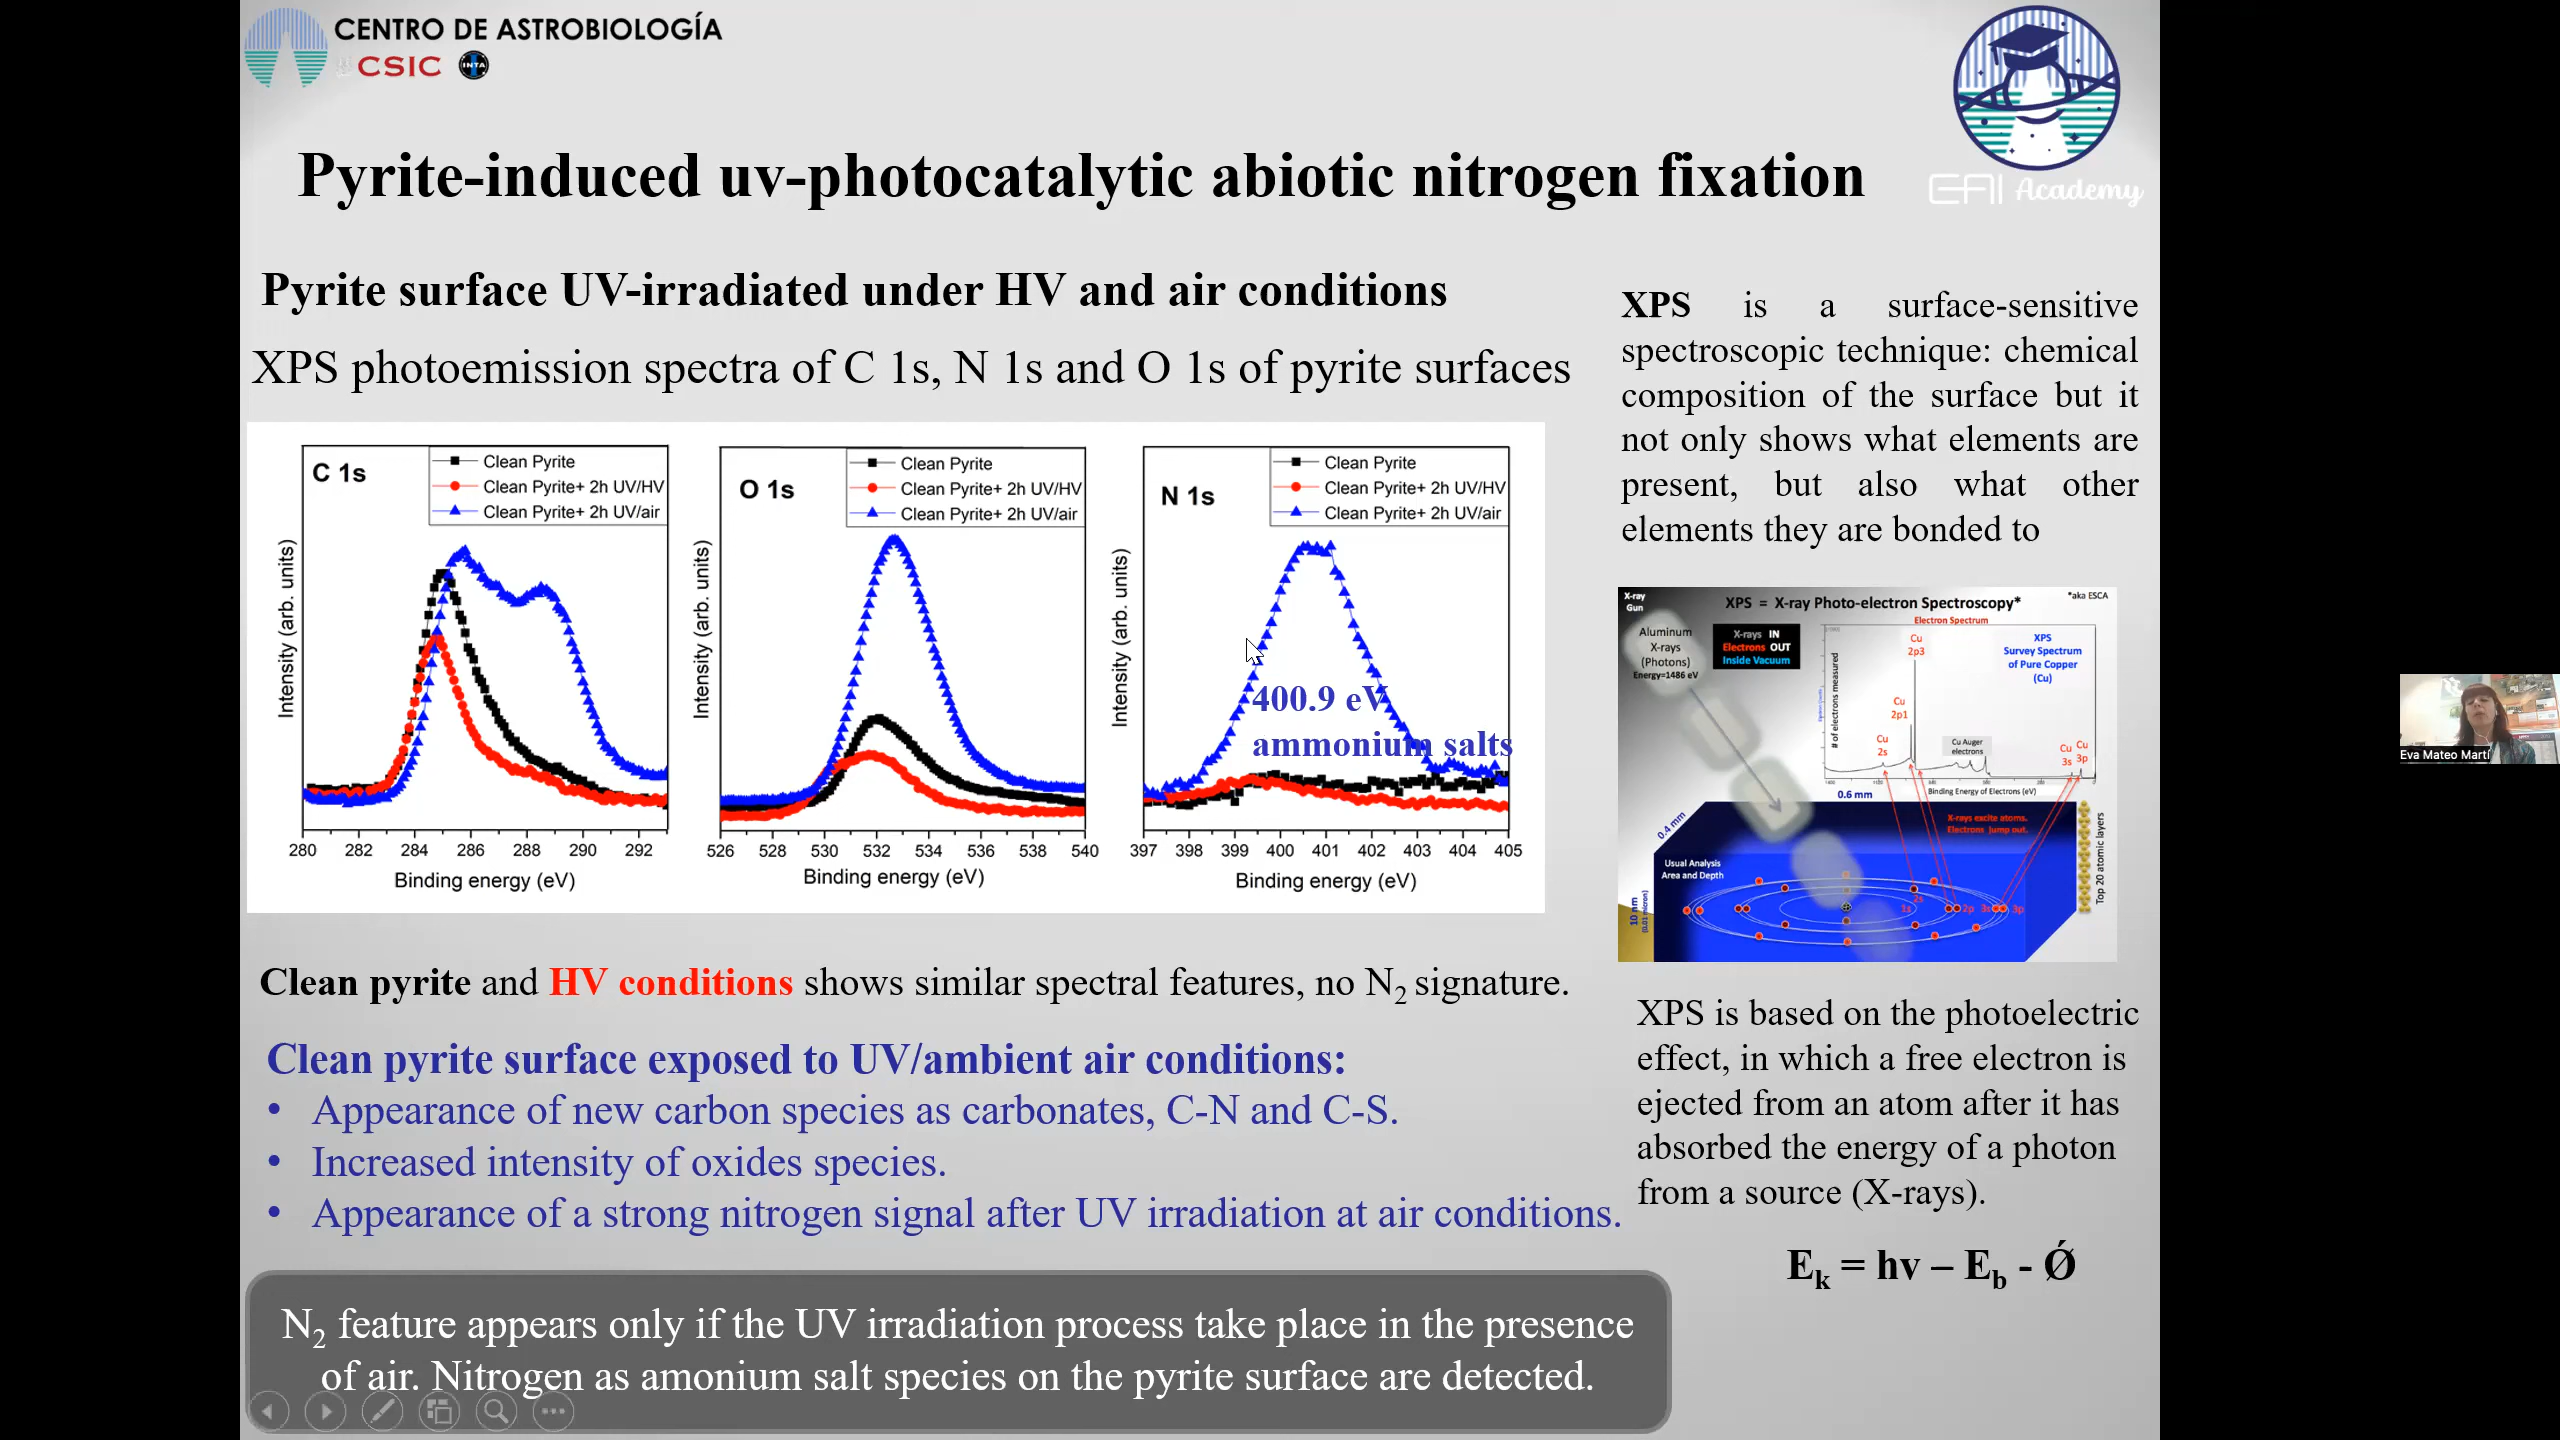 CENTRO DE ASTROBIOLOGÍA
CSIC INTA
EAI Academy
Pyrite-induced uv-photocatalytic abiotic nitrogen fixation
Pyrite surface UV-irradiated under HV and air conditions
XPS photoemission spectra of C 1s, N 1s and O 1s of pyrite surfaces
C 1s
Clean Pyrite
Clean Pyrite+ 2h UV/HV
Clean Pyrite+ 2h UV/air
Intensity (arb. units)
280 282 284 286 288 290 292
Binding energy (eV)
O 1s
Clean Pyrite
Clean Pyrite+ 2h UV/HV
Clean Pyrite+ 2h UV/air
Intensity (arb. units)
526 528 530 532 534 536 538 540
Binding energy (eV)
N 1s
Clean Pyrite
Clean Pyrite+ 2h UV/HV
Clean Pyrite+ 2h UV/air
Intensity (arb. units)
400.9 eV
ammonium salts
397 398 399 400 401 402 403 404 405
Binding energy (eV)
Clean pyrite and HV conditions shows similar spectral features, no N2 signature.
Clean pyrite surface exposed to UV/ambient air conditions:
• Appearance of new carbon species as carbonates, C-N and C-S.
• Increased intensity of oxides species.
• Appearance of a strong nitrogen signal after UV irradiation at air conditions.
N2 feature appears only if the UV irradiation process take place in the presence
of air. Nitrogen as amonium salt species on the pyrite surface are detected.
XPS is a surface-sensitive
spectroscopic technique: chemical
composition of the surface but it
not only shows what elements are
present, but also what other
elements they are bonded to
X-ray
Gun
XPS = X-ray Photo-electron Spectroscopy*
*aka ESCA
Electron Spectrum
Aluminum
X-rays
(Photons)
Energy=1486 eV
X-rays IN
Electrons OUT
Inside Vacuum
# of electrons measured
Cu
2p3
Cu
2p1
Cu
2s
Cu Auger
electrons
Cu
3s
Cu
3p
XPS
Survey Spectrum
of Pure Copper
(Cu)
Binding Energy of Electrons (eV)
0.6 mm
0.4 mm
X-rays excite atoms.
Electrons jump out.
Usual Analysis
Area and Depth
10 nm
(0.01 micron)
Top 20 atomic layers
1s 2s 2p 3s 3p
XPS is based on the photoelectric
effect, in which a free electron is
ejected from an atom after it has
absorbed the energy of a photon
from a source (X-rays).
Ek = hv – Eb - Ǿ
Eva Mateo Martí